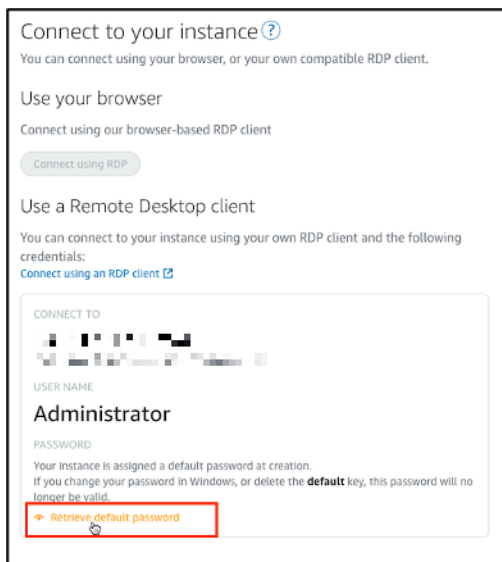 Connect to your instance ?
You can connect using your browser, or your own compatible RDP client.
Use your browser
Connect using our browser-based RDP client
Connect using RDP
Use a Remote Desktop client
You can connect to your instance using your own RDP client and the following
credentials:
Connect using an RDP client
CONNECT TO
USER NAME
Administrator
PASSWORD
Your instance is assigned a default password at creation.
If you change your password in Windows, or delete the default key, this password will no
longer be valid.
Retrieve default password